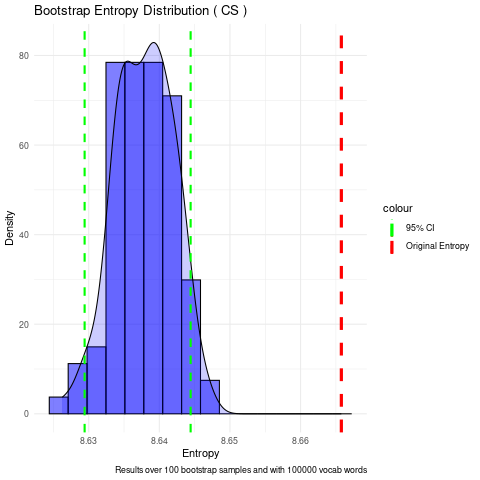 Bootstrap Entropy Distribution ( CS )
80
60
40
20
0
Density
8.63
8.64
8.65
8.66
Entropy
colour
95% CI
Original Entropy
Results over 100 bootstrap samples and with 100000 vocab words